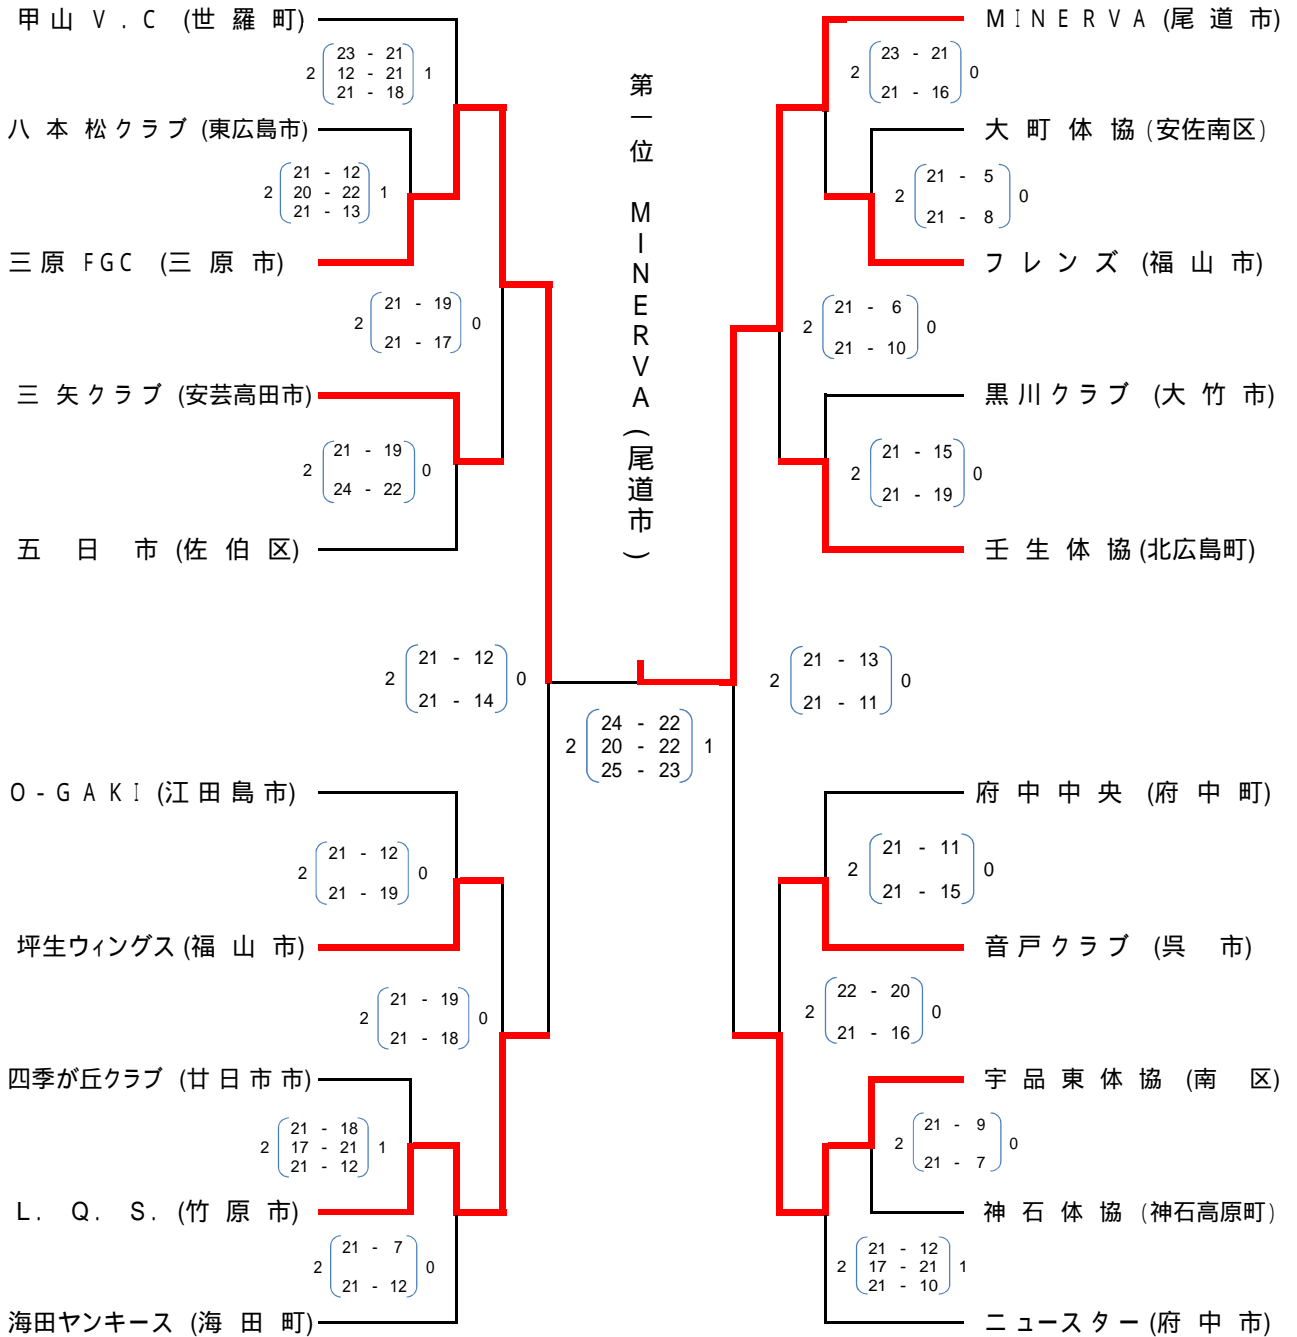 甲山 V.C (世羅町)
2 23 - 21 1
12 - 21
21 - 18
八本松クラブ (東広島市)
2 21 - 12 1
20 - 22
21 - 13
三原 FGC (三原市)
2 21 - 19 0
21 - 17
三矢クラブ (安芸高田市)
2 21 - 19 0
24 - 22
五日市 (佐伯区)
2 21 - 12 0
21 - 14
O-GAKI (江田島市)
2 21 - 12 0
21 - 19
坪生ウィングス (福山市)
2 21 - 19 0
21 - 18
四季が丘クラブ (廿日市市)
2 21 - 18 1
17 - 21
21 - 12
L. Q. S. (竹原市)
2 21 - 7 0
21 - 12
海田ヤンキース (海田町)
第一位 MINERVA (尾道市)
2 24 - 22 1
20 - 22
25 - 23
MINERVA (尾道市)
2 23 - 21 0
21 - 16
大町体協 (安佐南区)
2 21 - 5 0
21 - 8
フレンズ (福山市)
2 21 - 6 0
21 - 10
黒川クラブ (大竹市)
2 21 - 15 0
21 - 19
壬生体協 (北広島町)
2 21 - 13 0
21 - 11
府中中央 (府中町)
2 21 - 11 0
21 - 15
音戸クラブ (呉市)
2 22 - 20 0
21 - 16
宇品東体協 (南区)
2 21 - 9 0
21 - 7
神石体協 (神石高原町)
2 21 - 12 1
17 - 21
21 - 10
ニュースター (府中市)